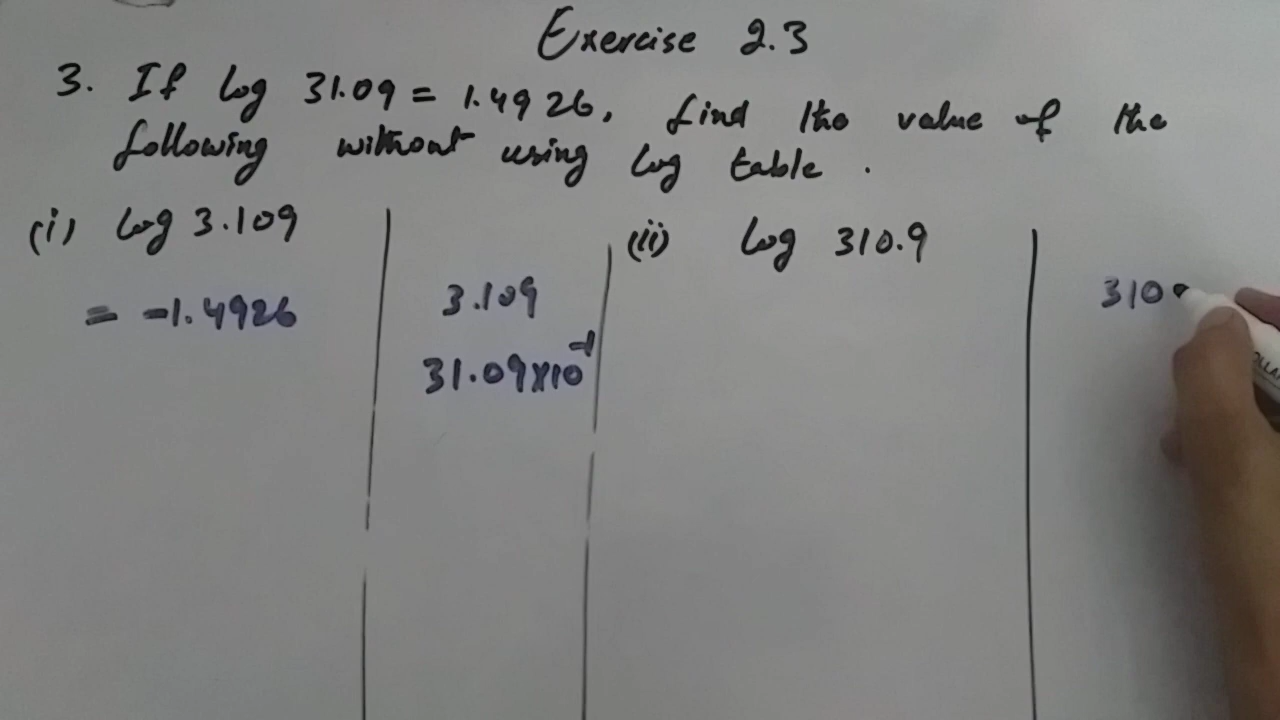 Exercise 2.3
3. If log 31.09 = 1.4926, find the value of the
following without using log table.
(i) log 3.109
= -1.4926
3.109
31.09×10⁻¹
(ii) log 310.9
310